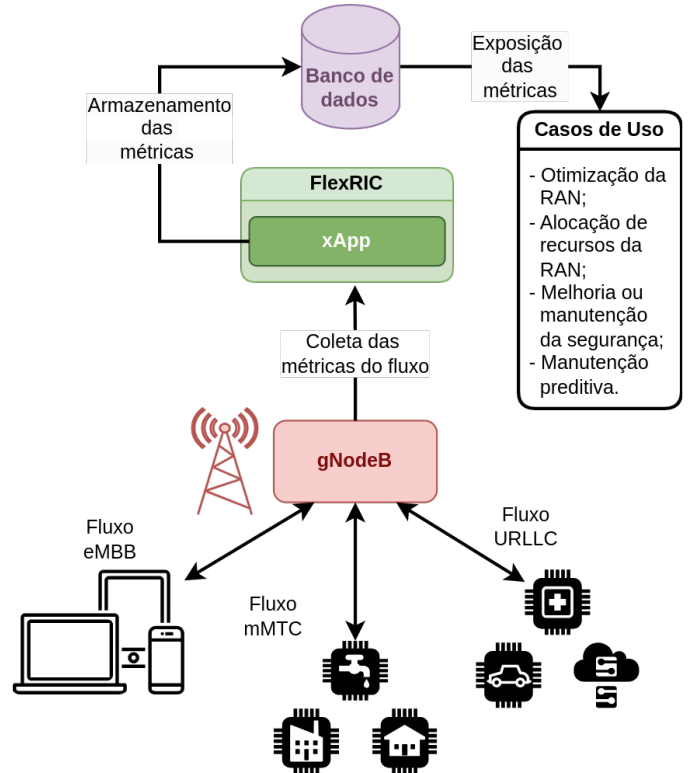 Banco de
dados
Exposição
das
métricas
Armazenamento
das
métricas
Casos de Uso
- Otimização da
RAN;
- Alocação de
recursos da
RAN;
- Melhoria ou
manutenção
da segurança;
- Manutenção
preditiva.
FlexRIC
xApp
Coleta das
métricas do fluxo
gNodeB
Fluxo
eMBB
Fluxo
mMTC
Fluxo
URLLC